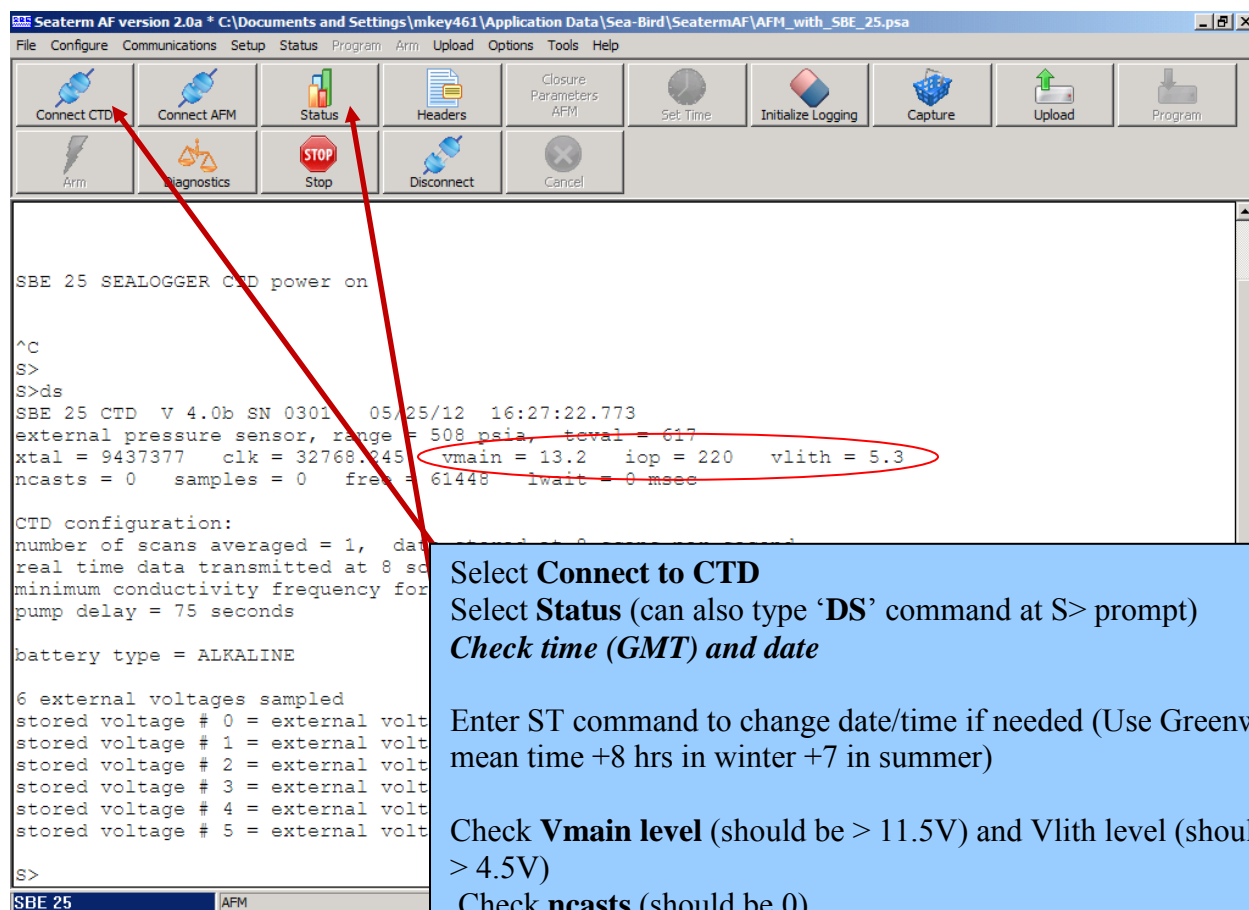 Seaterm AF version 2.0a * C:\Documents and Settings\mkey461\Application Data\Sea-Bird\SeatermAF\AFM_with_SBE_25.psa
File Configure Communications Setup Status Program Arm Upload Options Tools Help
Connect CTD Connect AFM Status Headers Closure Parameters AFM Set Time Initialize Logging Capture Upload Program
Arm Diagnostics STOP Stop Disconnect Cancel
SBE 25 SEALOGGER CTD power on
^C
S>
S>ds
SBE 25 CTD V 4.0b SN 0301 05/25/12 16:27:22.773
external pressure sensor, range = 508 psia, tcval = 617
xtal = 9437377 clk = 32768.245 vmain = 13.2 iop = 220 vlith = 5.3
ncasts = 0 samples = 0 free = 61448 lwait = 0 msec
CTD configuration:
number of scans averaged = 1, data stored at 8 scans per second
real time data transmitted at 8 sc
minimum conductivity frequency for
pump delay = 75 seconds
battery type = ALKALINE
6 external voltages sampled
stored voltage # 0 = external volt
stored voltage # 1 = external volt
stored voltage # 2 = external volt
stored voltage # 3 = external volt
stored voltage # 4 = external volt
stored voltage # 5 = external volt
S>
SBE 25 AFM
Select Connect to CTD
Select Status (can also type ‘DS’ command at S> prompt)
Check time (GMT) and date
Enter ST command to change date/time if needed (Use Greenw
mean time +8 hrs in winter +7 in summer)
Check Vmain level (should be > 11.5V) and Vlith level (shoul
> 4.5V)
Check ncasts (should be 0)